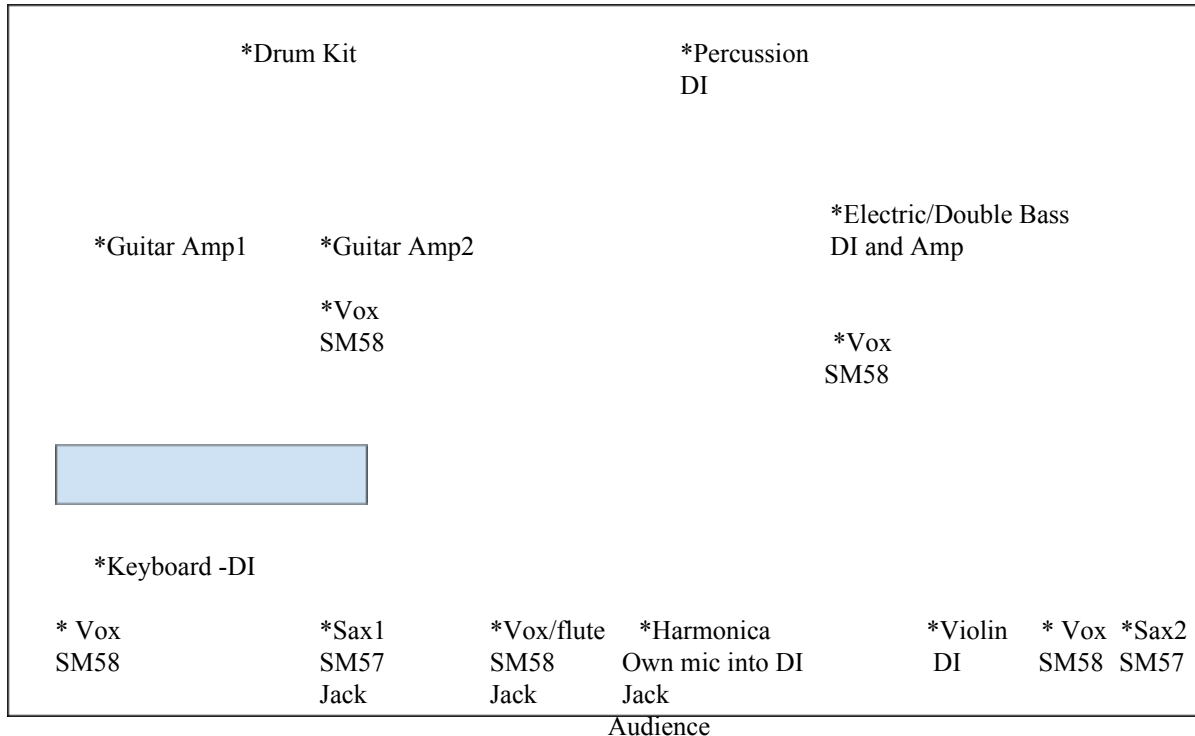 *Drum Kit
*Percussion
DI
*Electric/Double Bass
DI and Amp
*Guitar Amp1
*Guitar Amp2
*Vox
SM58
*Vox
SM58
*Keyboard -DI
* Vox
SM58
*Sax1
SM57
Jack
*Vox/flute
SM58
Jack
*Harmonica
Own mic into DI
Jack
*Violin
DI
* Vox
SM58
*Sax2
SM57
Audience